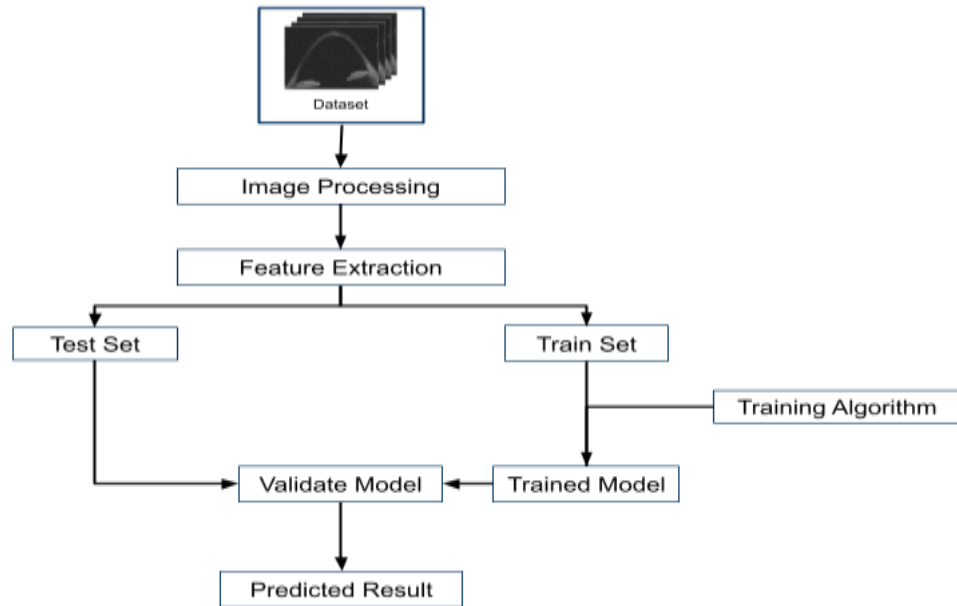 Dataset
Image Processing
Feature Extraction
Test Set
Train Set
Training Algorithm
Validate Model
Trained Model
Predicted Result